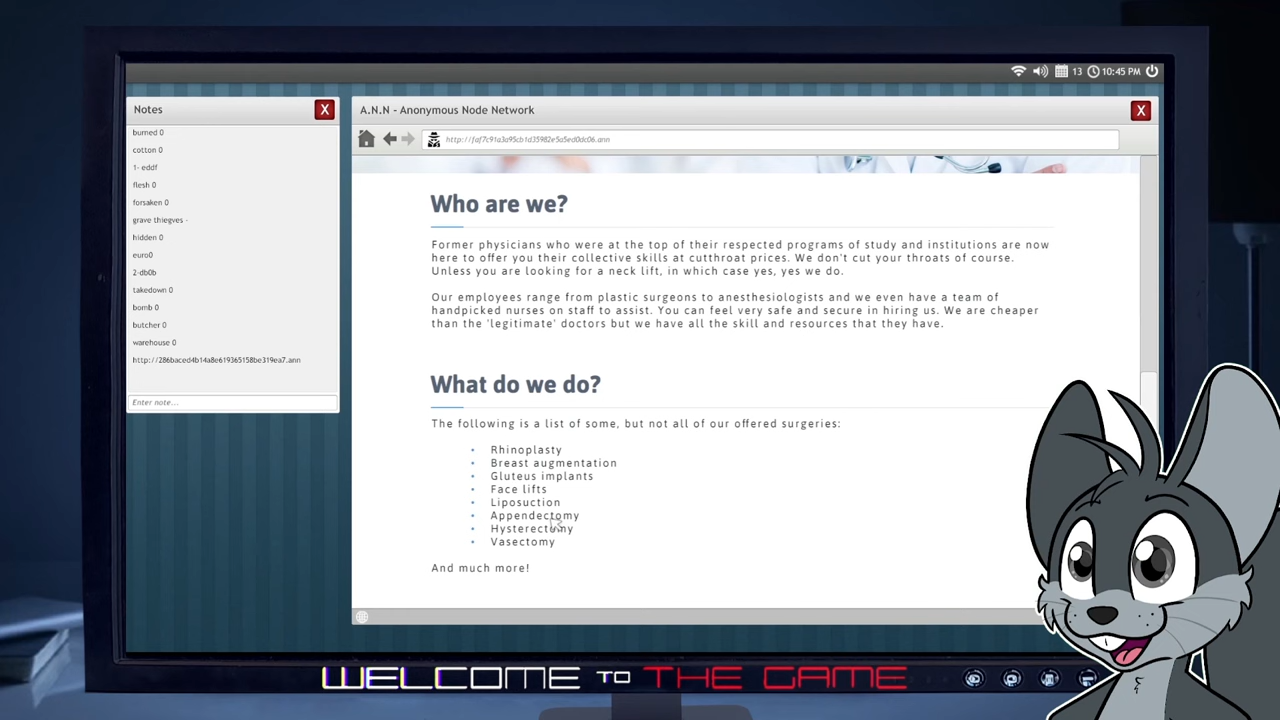 13 10:45 PM
Notes X
burned 0
cotton 0
1- eddf
flesh 0
forsaken 0
grave thiegves -
hidden 0
euro0
2-db0b
takedown 0
bomb 0
butcher 0
warehouse 0
http://286baced4b14a8e619365158be319ea7.ann
Enter note...
A.N.N - Anonymous Node Network X
http://faf7c91a3a95cb1d35982e5a5ed0dc06.ann
Who are we?
Former physicians who were at the top of their respected programs of study and institutions are now
here to offer you their collective skills at cutthroat prices. We don't cut your throats of course.
Unless you are looking for a neck lift, in which case yes, yes we do.
Our employees range from plastic surgeons to anesthesiologists and we even have a team of
handpicked nurses on staff to assist. You can feel very safe and secure in hiring us. We are cheaper
than the 'legitimate' doctors but we have all the skill and resources that they have.
What do we do?
The following is a list of some, but not all of our offered surgeries:
• Rhinoplasty
• Breast augmentation
• Gluteus implants
• Face lifts
• Liposuction
• Appendectomy
• Hysterectomy
• Vasectomy
And much more!
WELCOME TO THE GAME